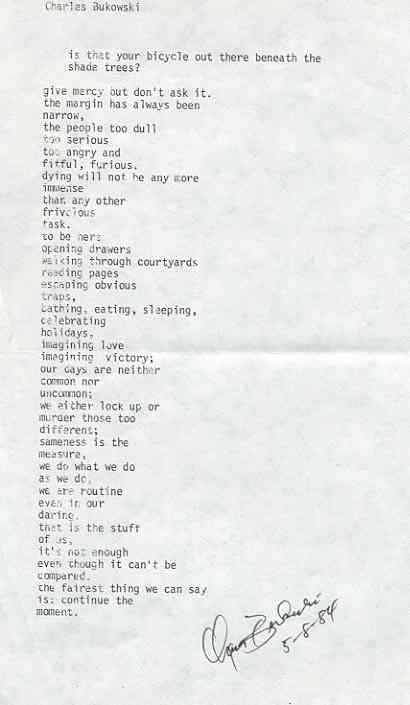 Charles Bukowski
is that your bicycle out there beneath the
shade trees?
give mercy but don't ask it.
the margin has always been
narrow,
the people too dull
too serious
too angry and
fitful, furious.
dying will not be any more
immense
than any other
frivolous
task.
to be here
opening drawers
walking through courtyards
reading pages
escaping obvious
traps,
bathing, eating, sleeping,
celebrating
holidays,
imagining love
imagining victory;
our days are neither
common nor
uncommon;
we either lock up or
murder those too
different;
sameness is the
measure,
we do what we do
as we do,
we are routine
even in our
daring.
that is the stuff
of us,
it's not enough
even though it can't be
compared.
the fairest thing we can say
is: continue the
moment.
5-8-84